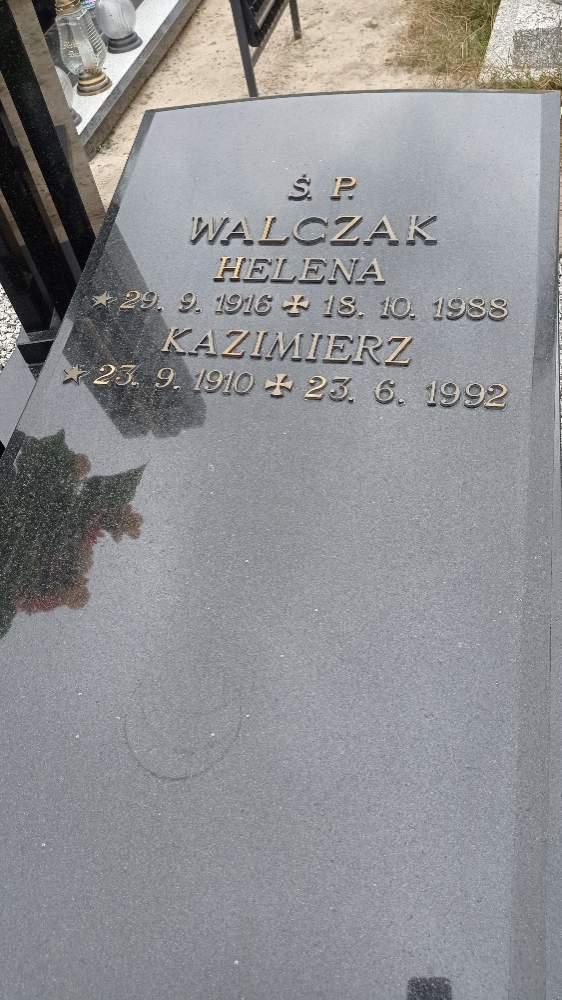 Ś. P.
WALCZAK
HELENA
★ 29. 9. 1916 ✠ 18. 10. 1988
KAZIMIERZ
★ 23. 9. 1910 ✠ 23. 6. 1992